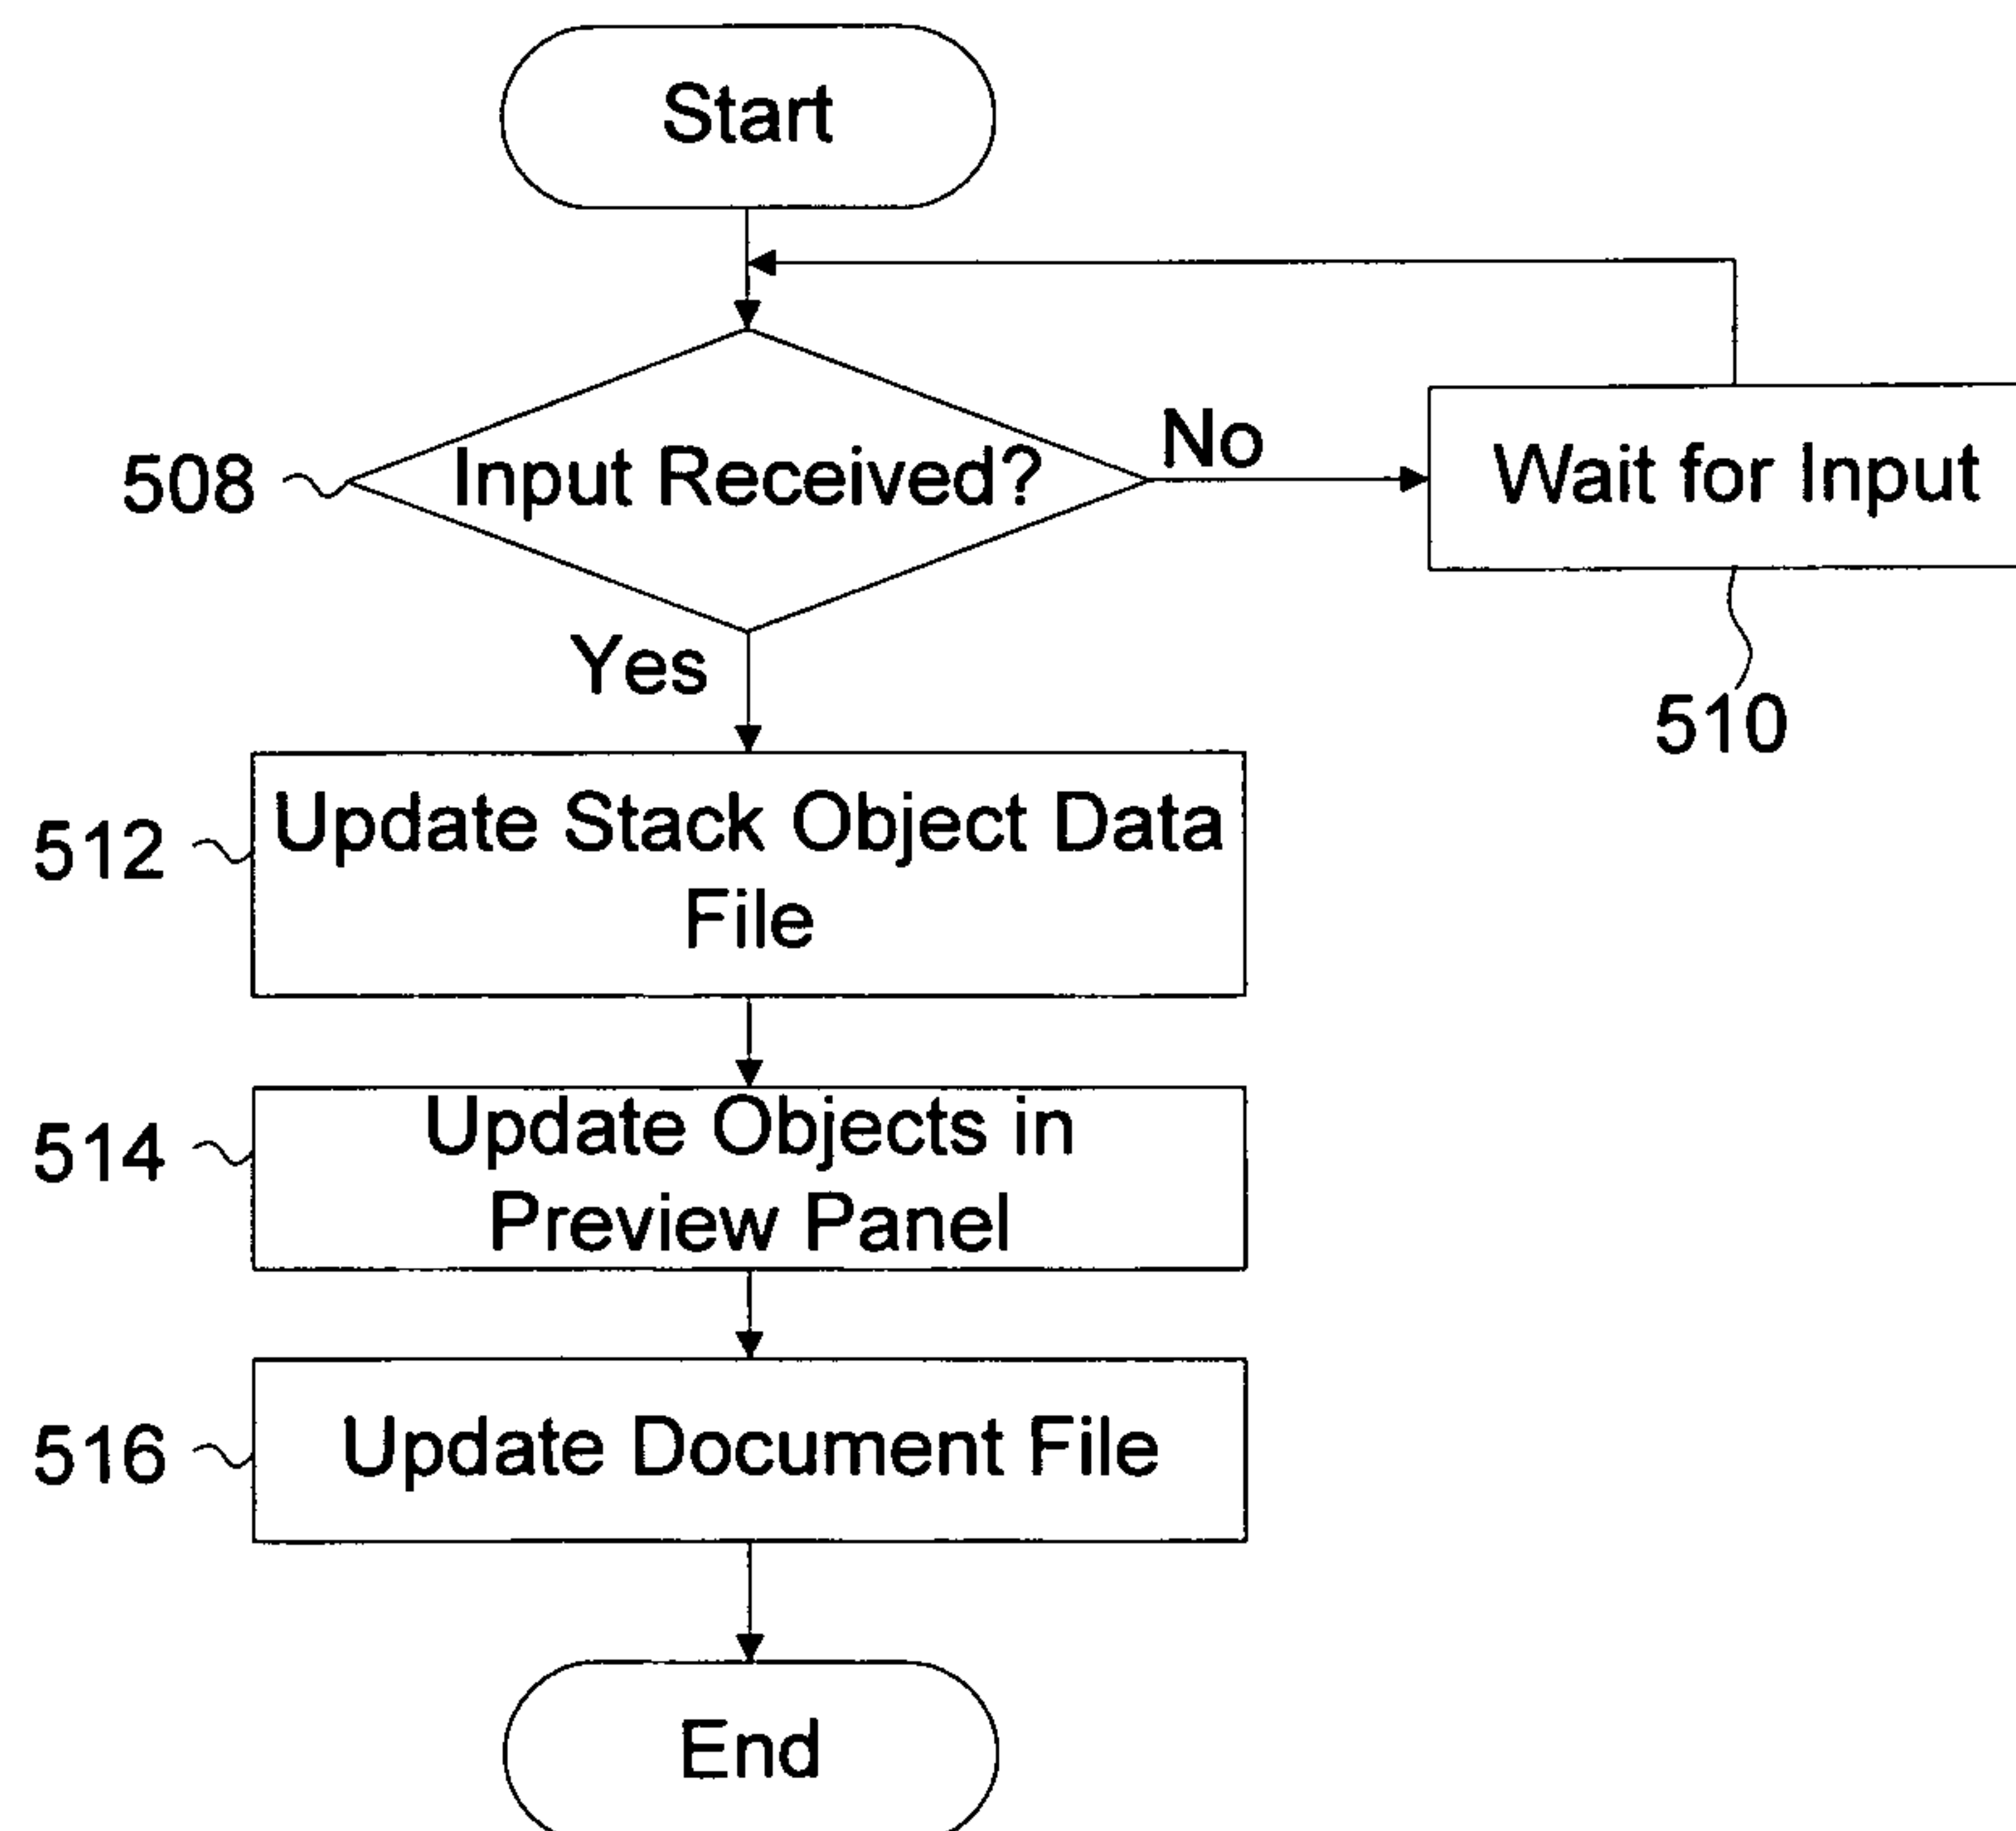 Start
508
Input Received?
No
Wait for Input
Yes
510
512
Update Stack Object Data
File
514
Update Objects in
Preview Panel
516
Update Document File
End